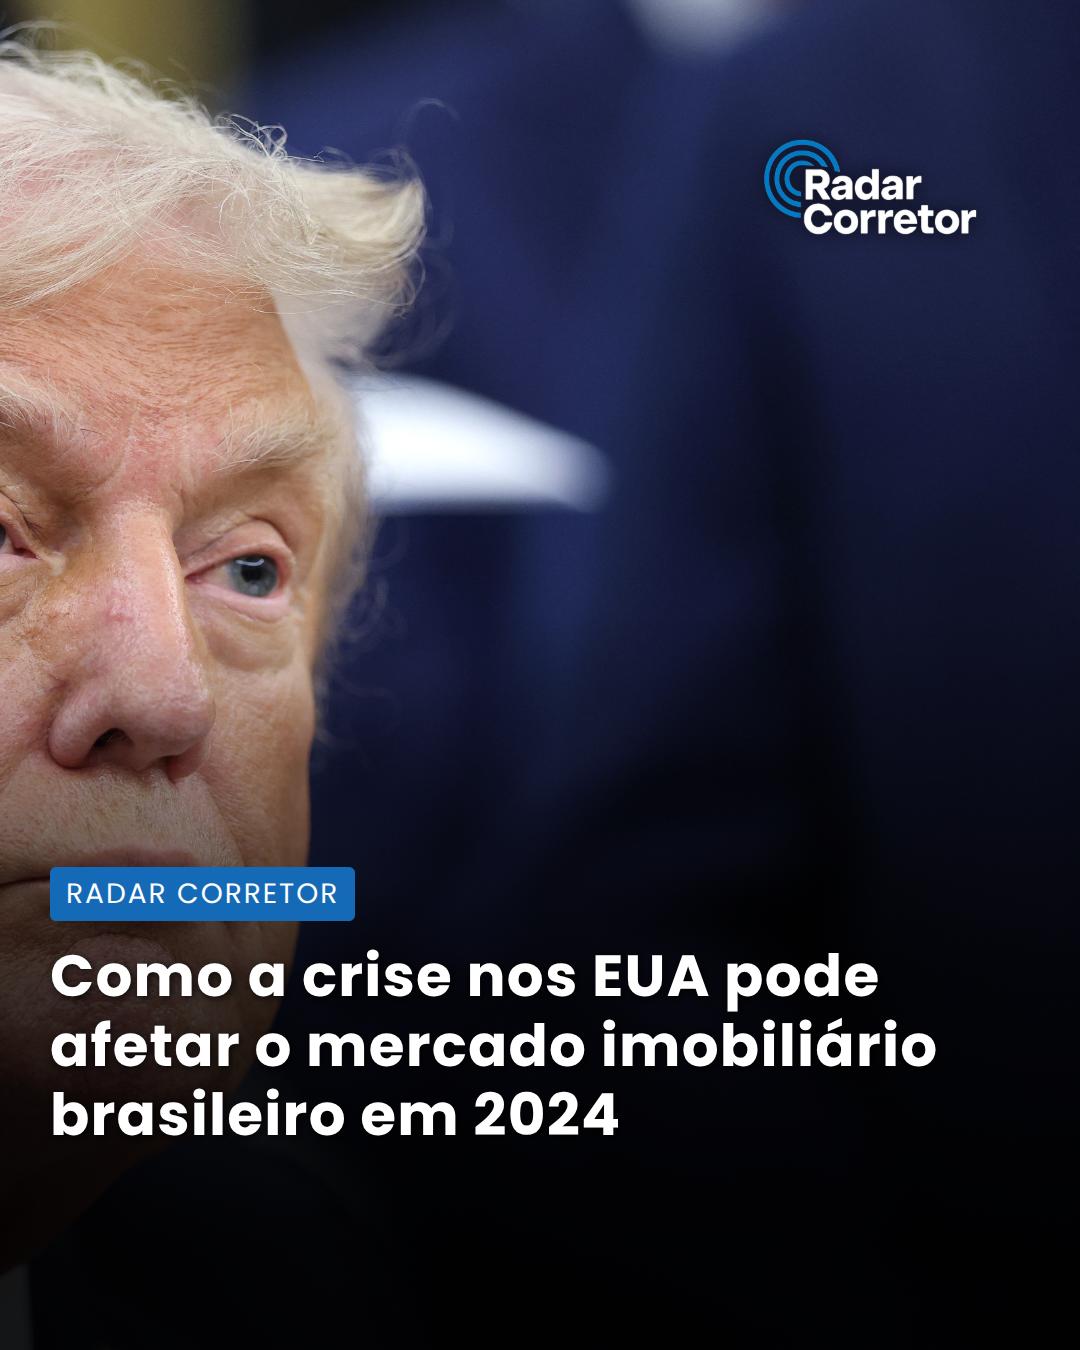 Radar
Corretor
RADAR CORRETOR
Como a crise nos EUA pode
afetar o mercado imobiliário
brasileiro em 2024